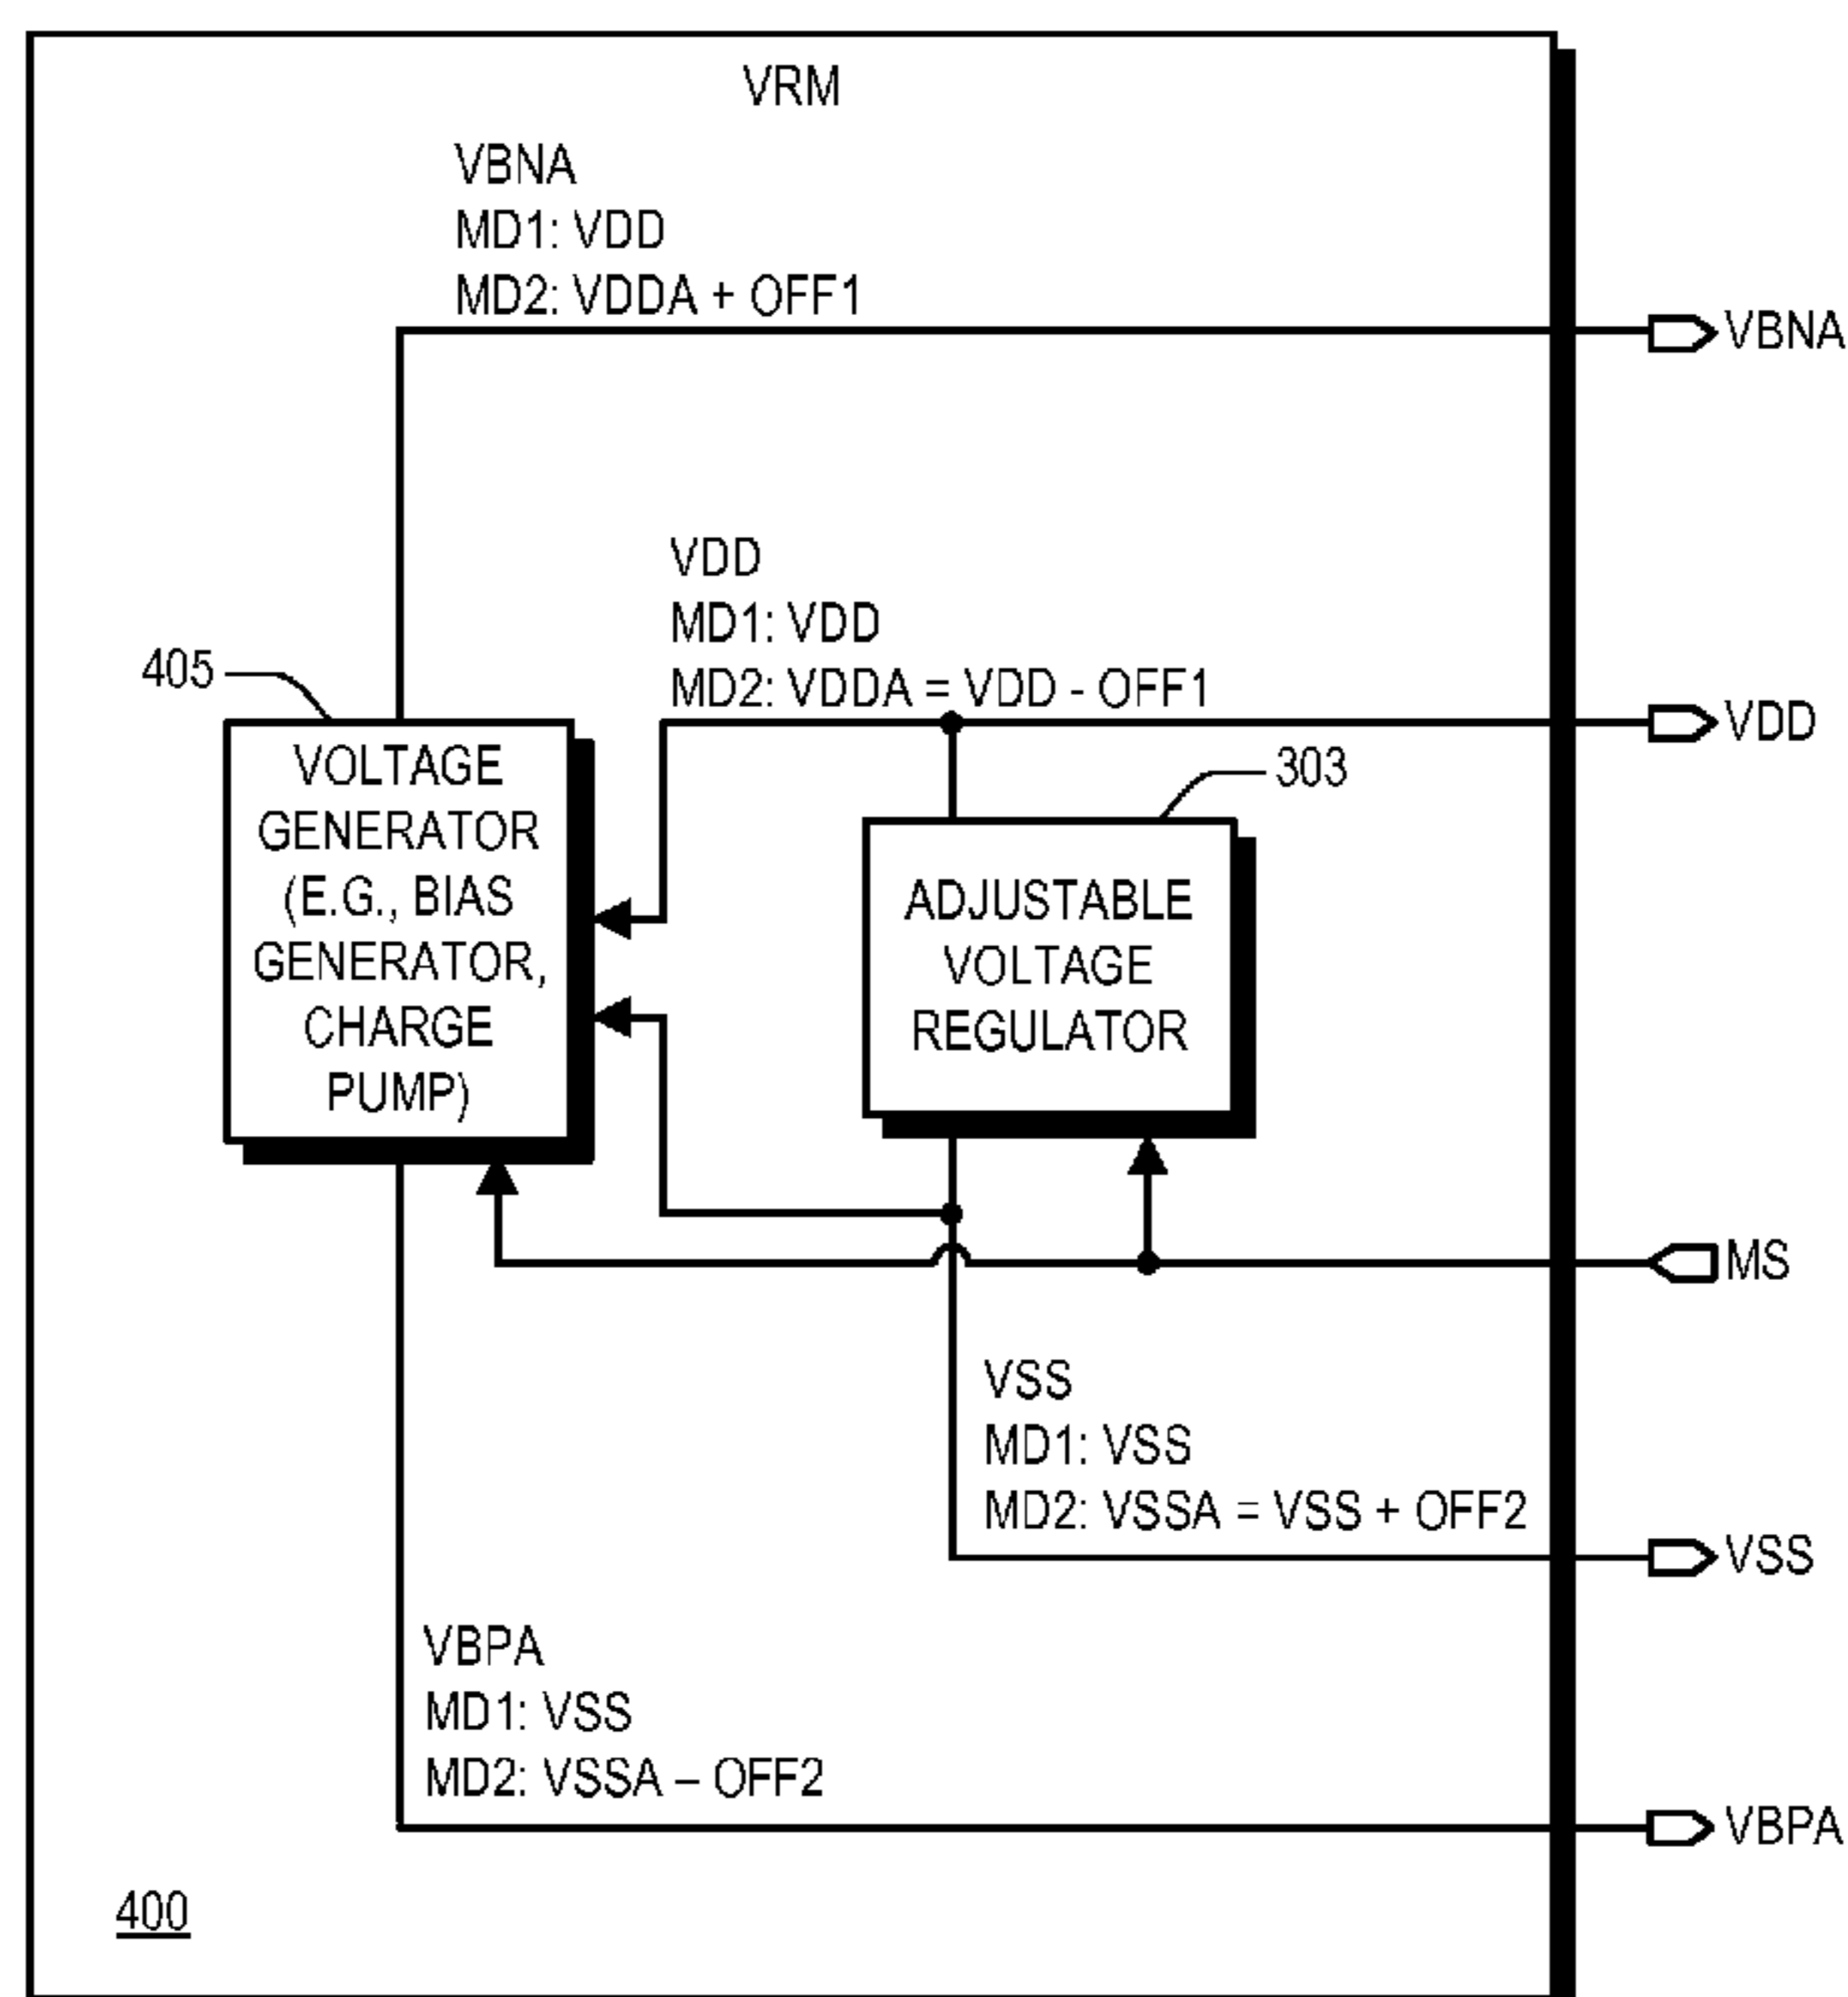 VRM
VBNA
MD1: VDD
MD2: VDDA + OFF1
VBNA
VDD
MD1: VDD
MD2: VDDA = VDD - OFF1
VDD
405
VOLTAGE
GENERATOR
(E.G., BIAS
GENERATOR,
CHARGE
PUMP)
303
ADJUSTABLE
VOLTAGE
REGULATOR
MS
VSS
MD1: VSS
MD2: VSSA = VSS + OFF2
VSS
VBPA
MD1: VSS
MD2: VSSA – OFF2
VBPA
400